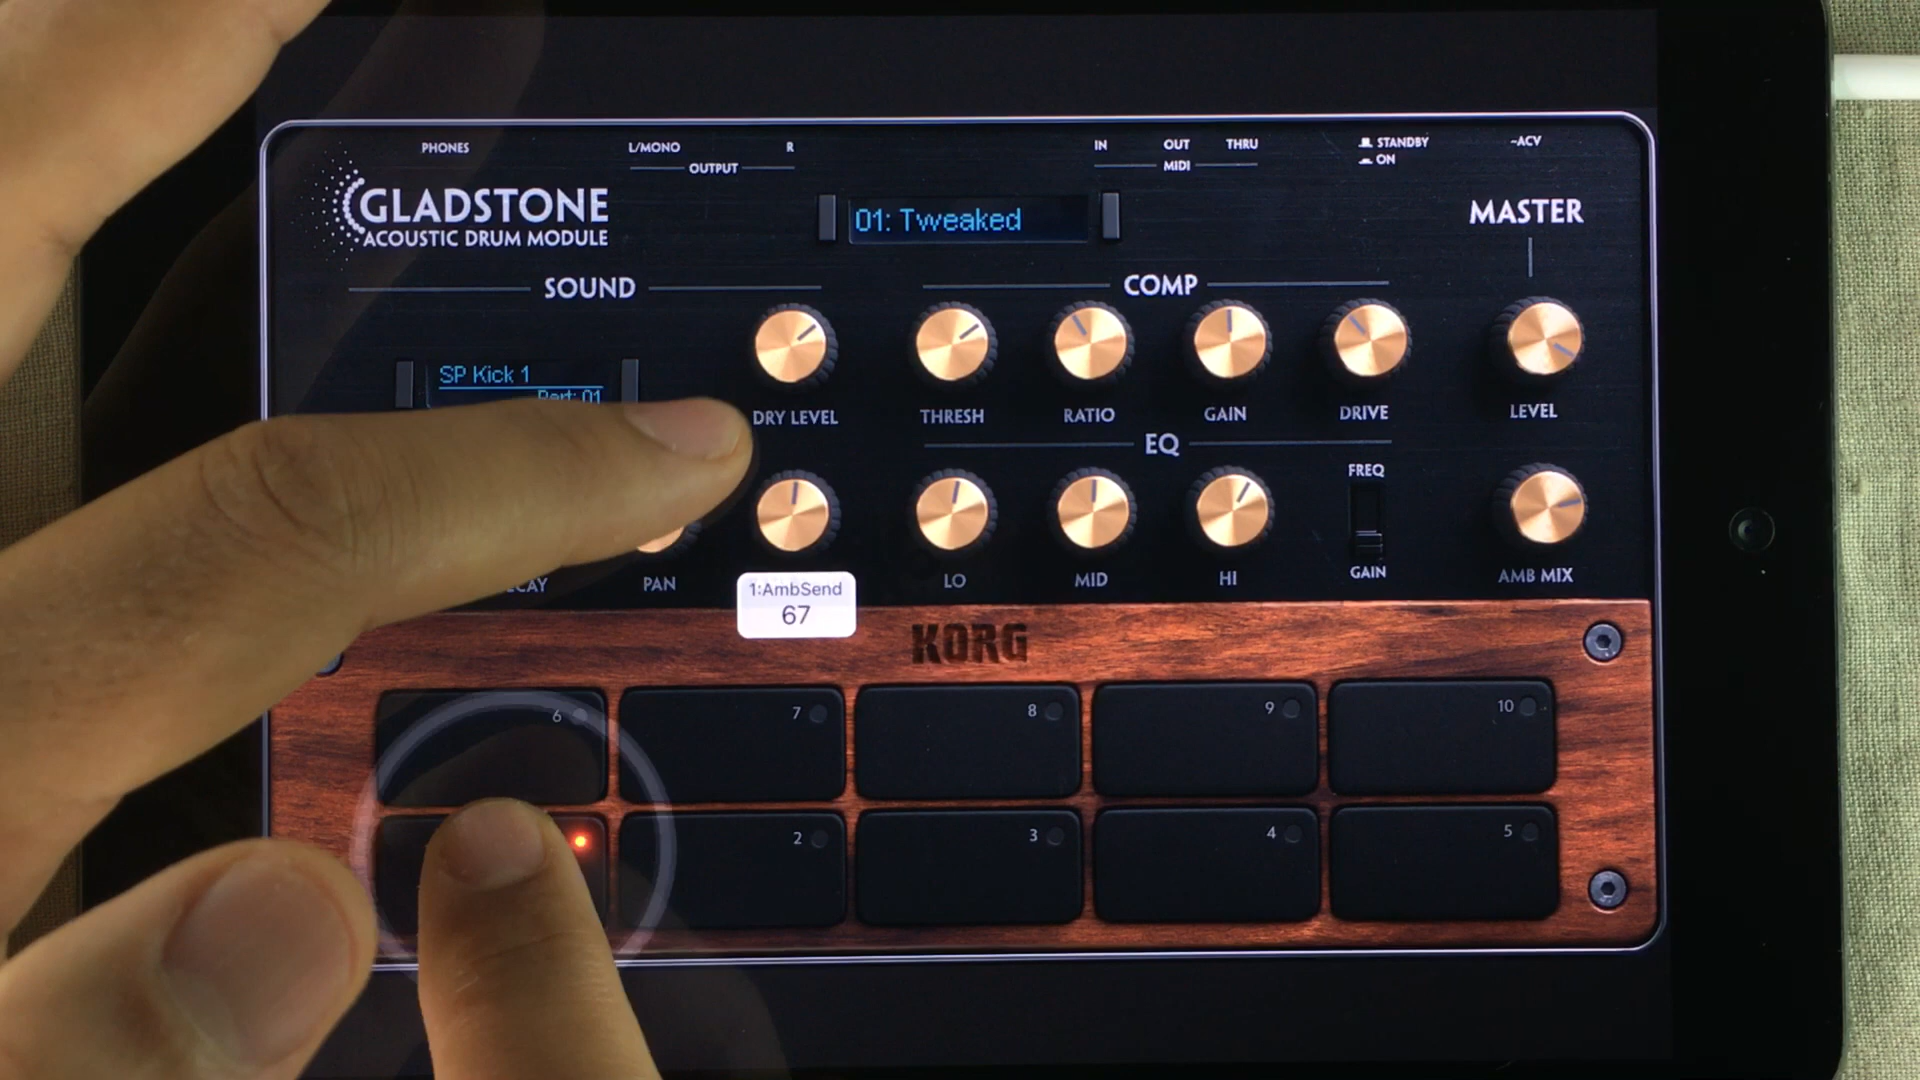 PHONES
L/MONO
R
OUTPUT
IN
OUT
THRU
MIDI
STANDBY
ON
~ACV
GLADSTONE
ACOUSTIC DRUM MODULE
01: Tweaked
MASTER
SOUND
COMP
SP Kick 1
Part: 01
DRY LEVEL
THRESH
RATIO
GAIN
DRIVE
LEVEL
EQ
FREQ
PAN
LO
MID
HI
GAIN
AMB MIX
1:AmbSend
67
KORG
6
7
8
9
10
2
3
4
5